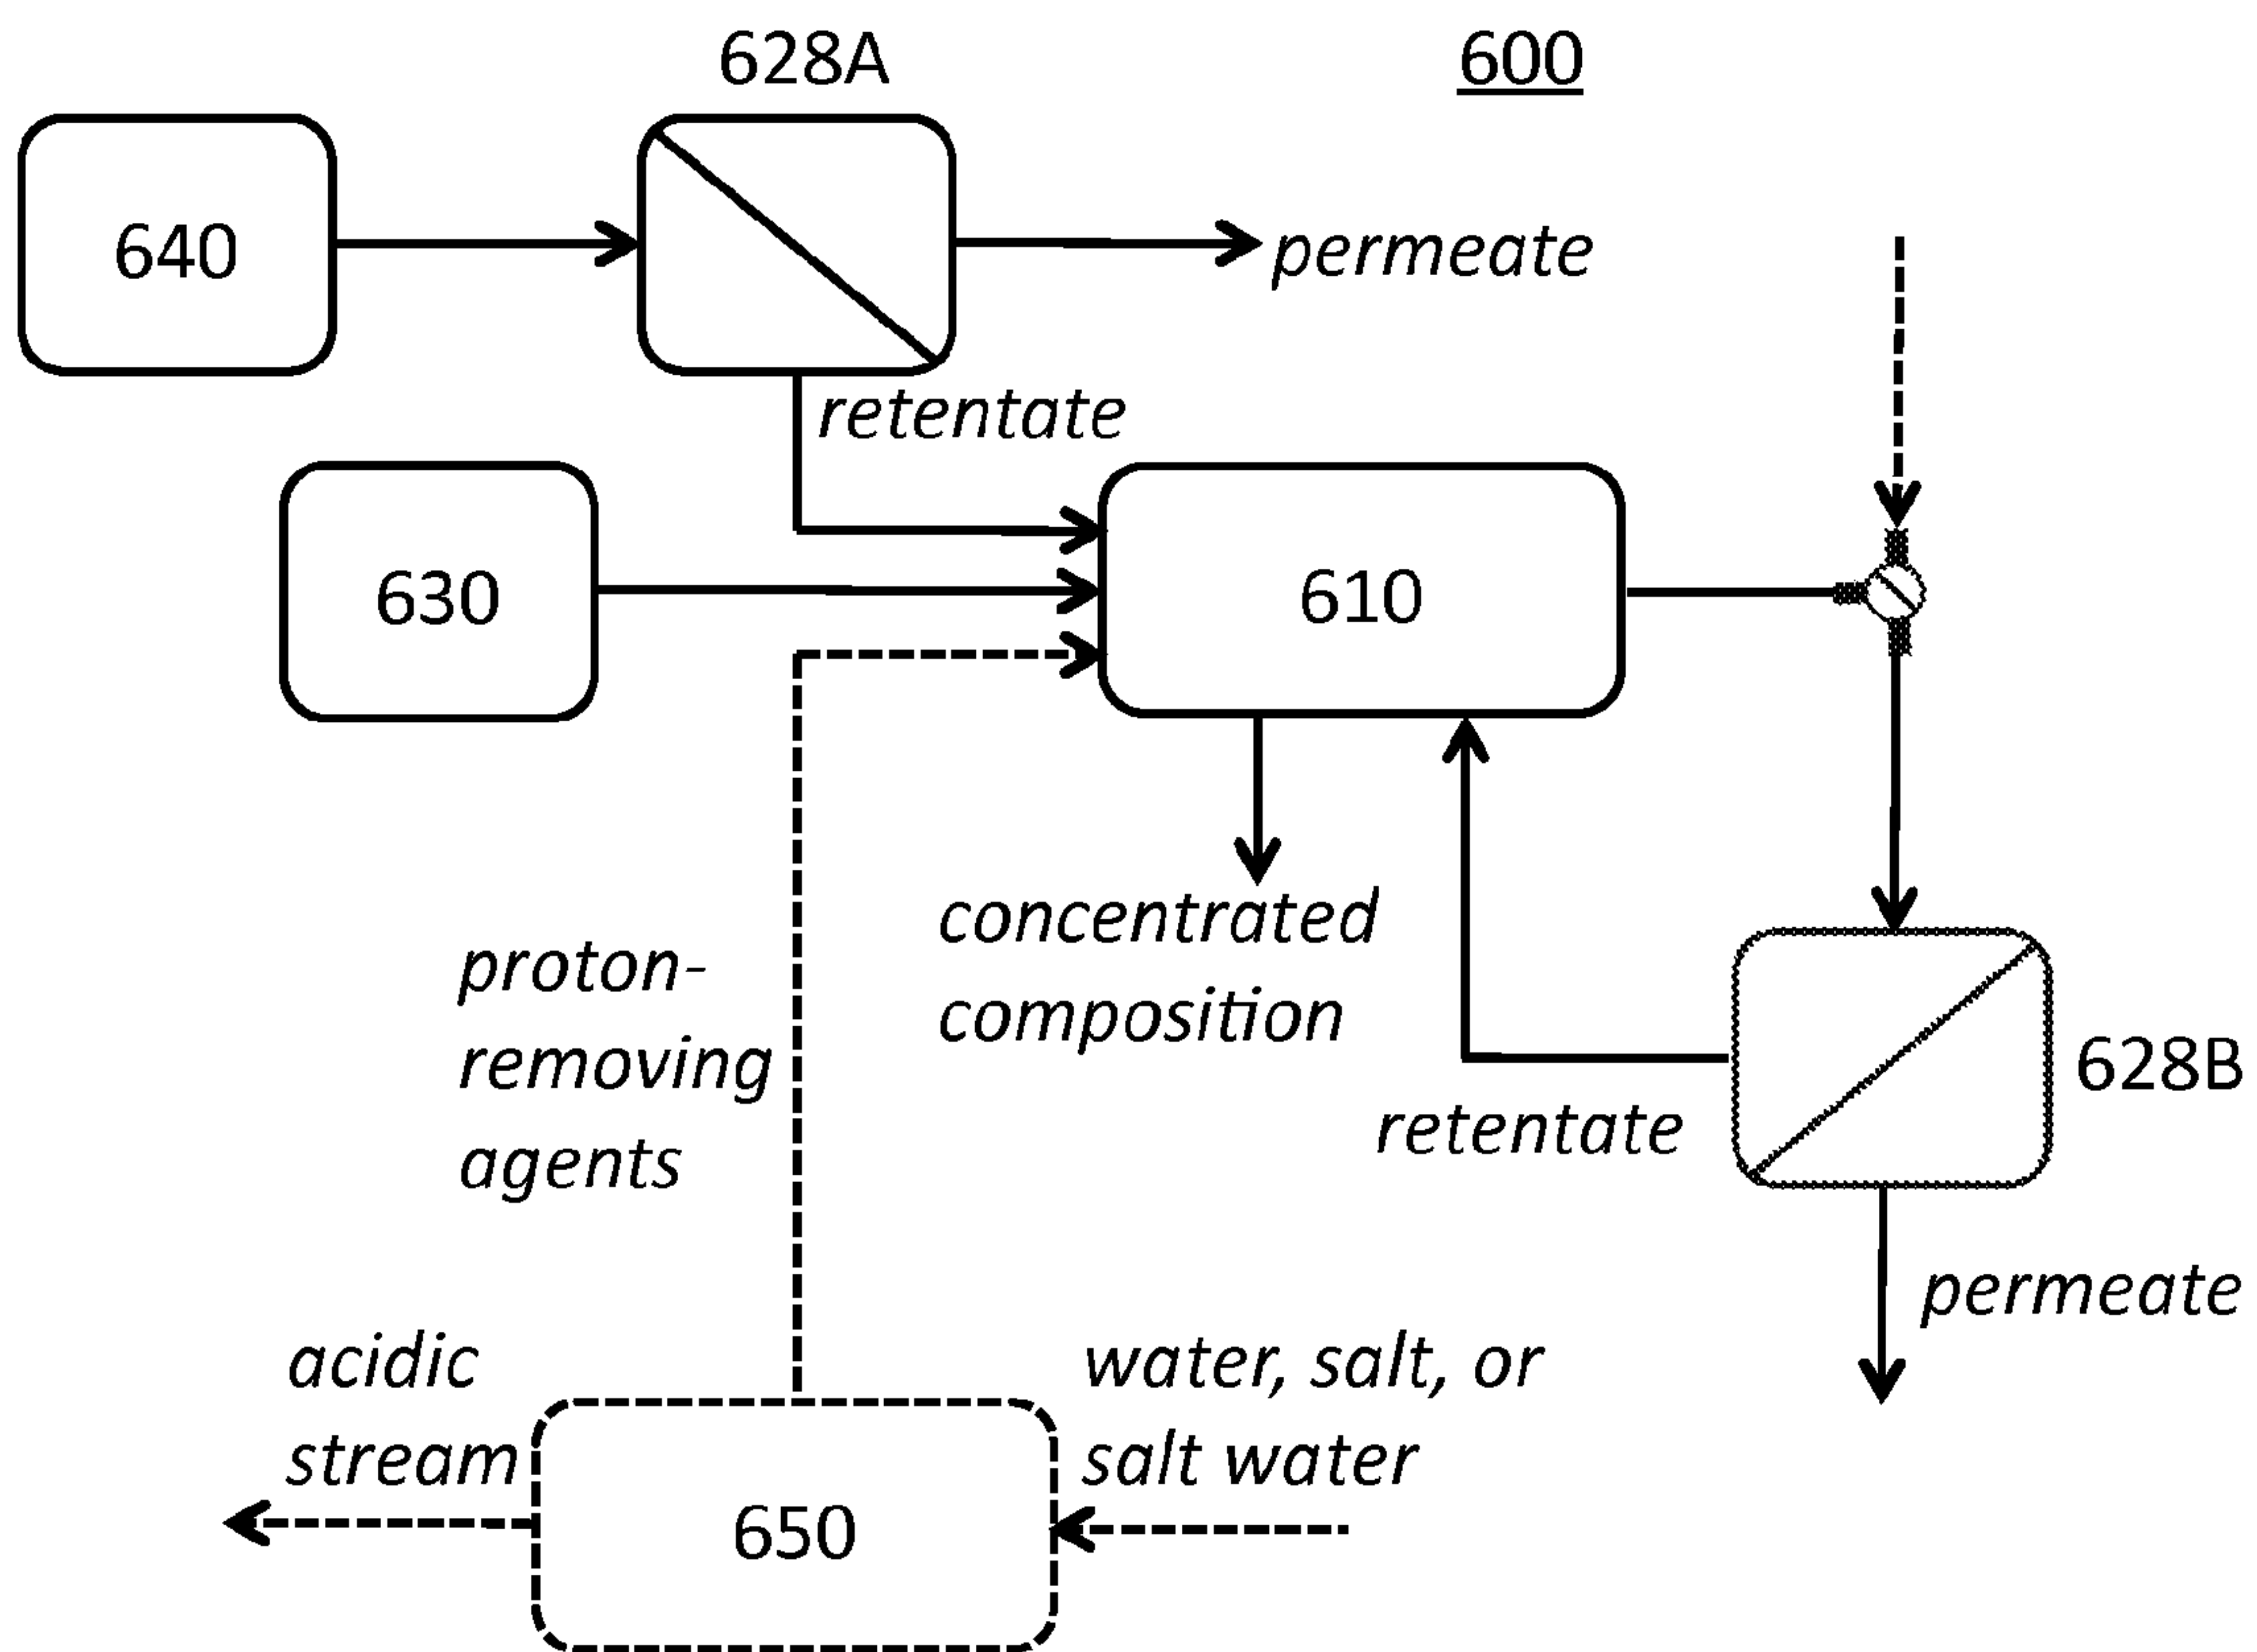 628A
600
640
permeate
retentate
630
610
concentrated
composition
proton-
removing
agents
628B
retentate
permeate
acidic
stream
water, salt, or
salt water
650